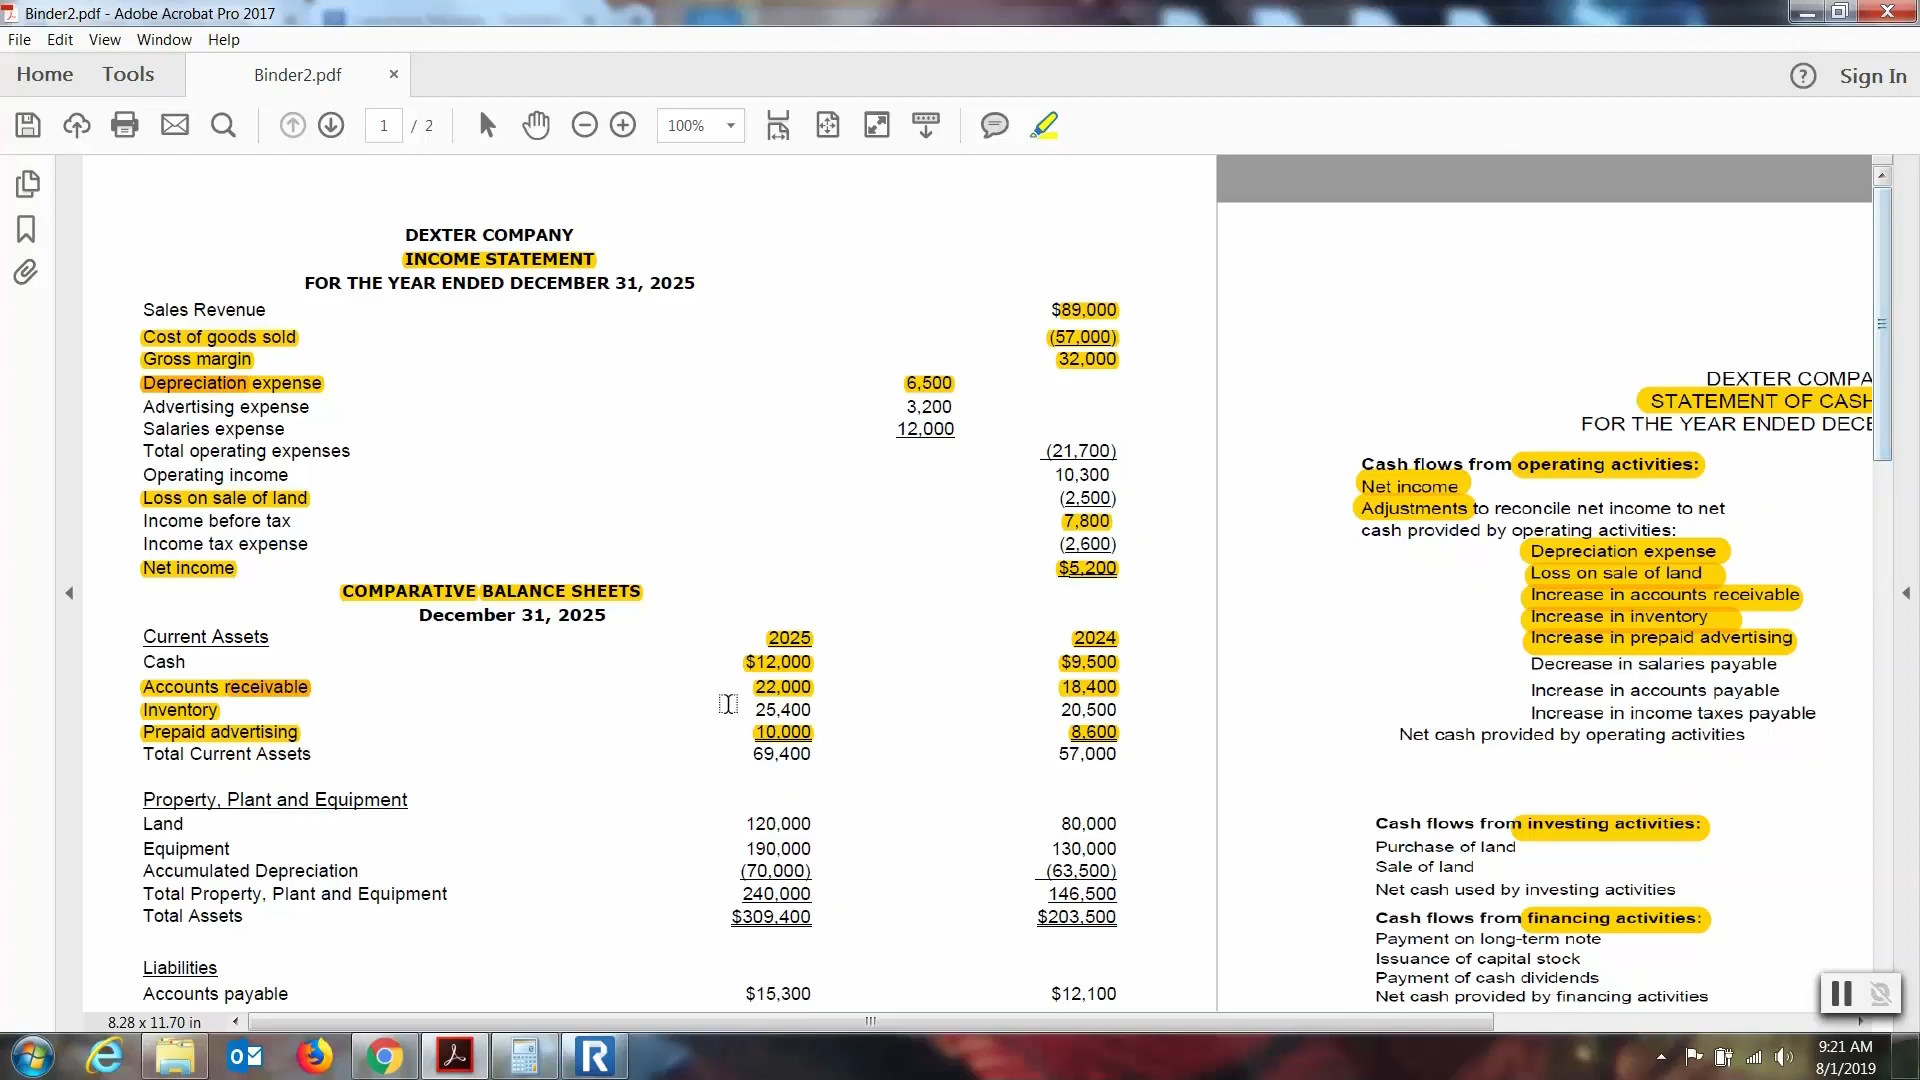 Binder2.pdf - Adobe Acrobat Pro 2017
File Edit View Window Help
Home Tools Binder2.pdf × ? Sign In
1 / 2 100%
DEXTER COMPANY
INCOME STATEMENT
FOR THE YEAR ENDED DECEMBER 31, 2025
Sales Revenue $89,000
Cost of goods sold (57,000)
Gross margin 32,000
Depreciation expense 6,500
Advertising expense 3,200
Salaries expense 12,000
Total operating expenses (21,700)
Operating income 10,300
Loss on sale of land (2,500)
Income before tax 7,800
Income tax expense (2,600)
Net income $5,200
COMPARATIVE BALANCE SHEETS
December 31, 2025
Current Assets 2025 2024
Cash $12,000 $9,500
Accounts receivable 22,000 18,400
Inventory 25,400 20,500
Prepaid advertising 10,000 8,600
Total Current Assets 69,400 57,000
Property, Plant and Equipment
Land 120,000 80,000
Equipment 190,000 130,000
Accumulated Depreciation (70,000) (63,500)
Total Property, Plant and Equipment 240,000 146,500
Total Assets $309,400 $203,500
Liabilities
Accounts payable $15,300 $12,100
DEXTER COMPA
STATEMENT OF CASH
FOR THE YEAR ENDED DECE
Cash flows from operating activities:
Net income
Adjustments to reconcile net income to net
cash provided by operating activities:
Depreciation expense
Loss on sale of land
Increase in accounts receivable
Increase in inventory
Increase in prepaid advertising
Decrease in salaries payable
Increase in accounts payable
Increase in income taxes payable
Net cash provided by operating activities
Cash flows from investing activities:
Purchase of land
Sale of land
Net cash used by investing activities
Cash flows from financing activities:
Payment on long-term note
Issuance of capital stock
Payment of cash dividends
Net cash provided by financing activities
8.28 x 11.70 in
9:21 AM
8/1/2019